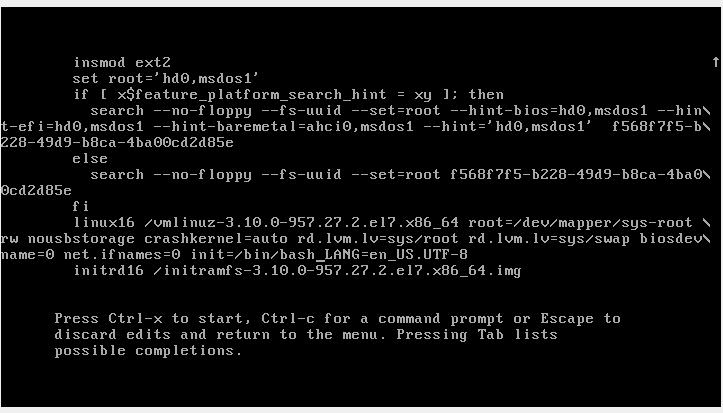 insmod ext2
set root='hd0,msdos1'
if [ x$feature_platform_search_hint = xy ]; then
search --no-floppy --fs-uuid --set=root --hint-bios=hd0,msdos1 --hin\
t-efi=hd0,msdos1 --hint-baremetal=ahci0,msdos1 --hint='hd0,msdos1'  f568f7f5-b\
228-49d9-b8ca-4ba00cd2d85e
else
search --no-floppy --fs-uuid --set=root f568f7f5-b228-49d9-b8ca-4ba0\
0cd2d85e
fi
linux16 /vmlinuz-3.10.0-957.27.2.el7.x86_64 root=/dev/mapper/sys-root \
rw nousbstorage crashkernel=auto rd.lvm.lv=sys/root rd.lvm.lv=sys/swap biosdev\
name=0 net.ifnames=0 init=/bin/bash_LANG=en_US.UTF-8
initrd16 /initramfs-3.10.0-957.27.2.el7.x86_64.img
Press Ctrl-x to start, Ctrl-c for a command prompt or Escape to
discard edits and return to the menu. Pressing Tab lists
possible completions.